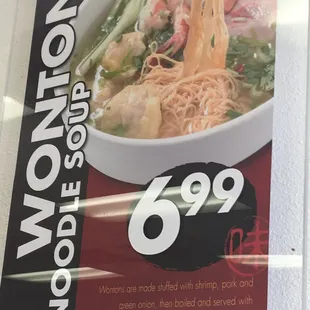 WONTON
NOODLE SOUP
6.99
Wontons are made stuffed with shrimp, pork and
green onion, then boiled and served with
味